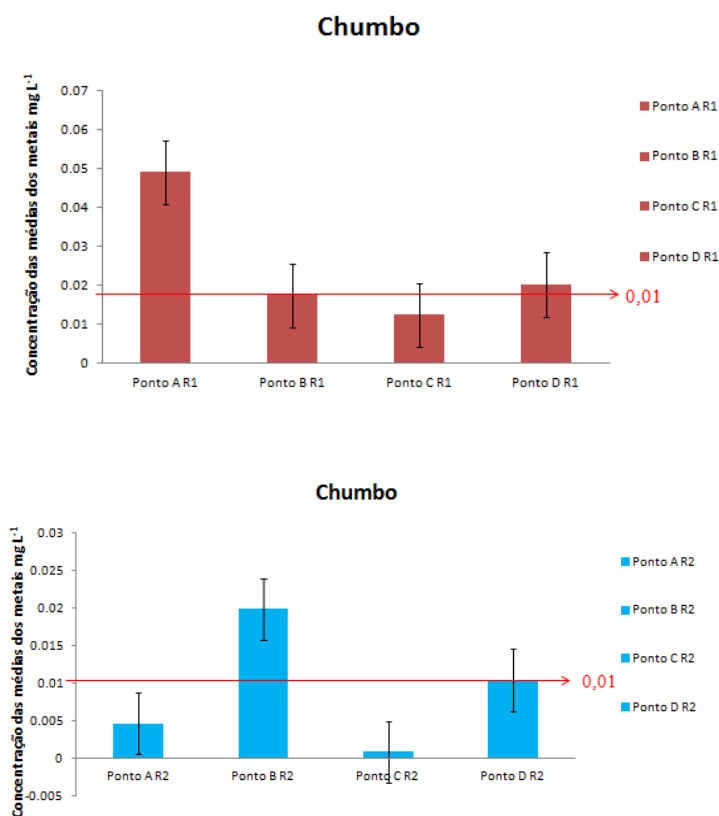 Chumbo
Concentração das médias dos metais mg L⁻¹
0.07
0.06
0.05
0.04
0.03
0.02
0.01
0
0,01
Ponto A R1
Ponto B R1
Ponto C R1
Ponto D R1
Ponto A R1
Ponto B R1
Ponto C R1
Ponto D R1
Chumbo
Concentração das médias dos metais mg L⁻¹
0.03
0.025
0.02
0.015
0.01
0.005
0
-0.005
0,01
Ponto A R2
Ponto B R2
Ponto C R2
Ponto D R2
Ponto A R2
Ponto B R2
Ponto C R2
Ponto D R2